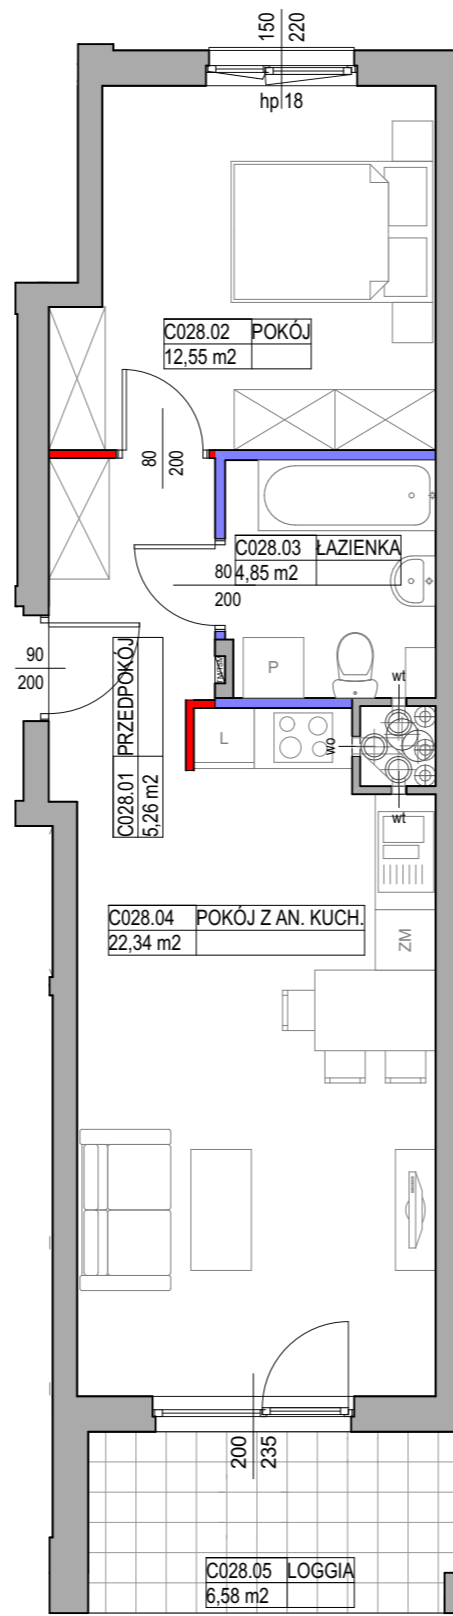 150
220
hp 18
C028.02 POKÓJ
12,55 m2
80
200
C028.03 ŁAZIENKA
4,85 m2
80
200
90
200
C028.01 PRZEDPOKÓJ
5,26 m2
P
wt
L
wo
wt
C028.04 POKÓJ Z AN. KUCH.
22,34 m2
ZM
200
235
C028.05 LOGGIA
6,58 m2